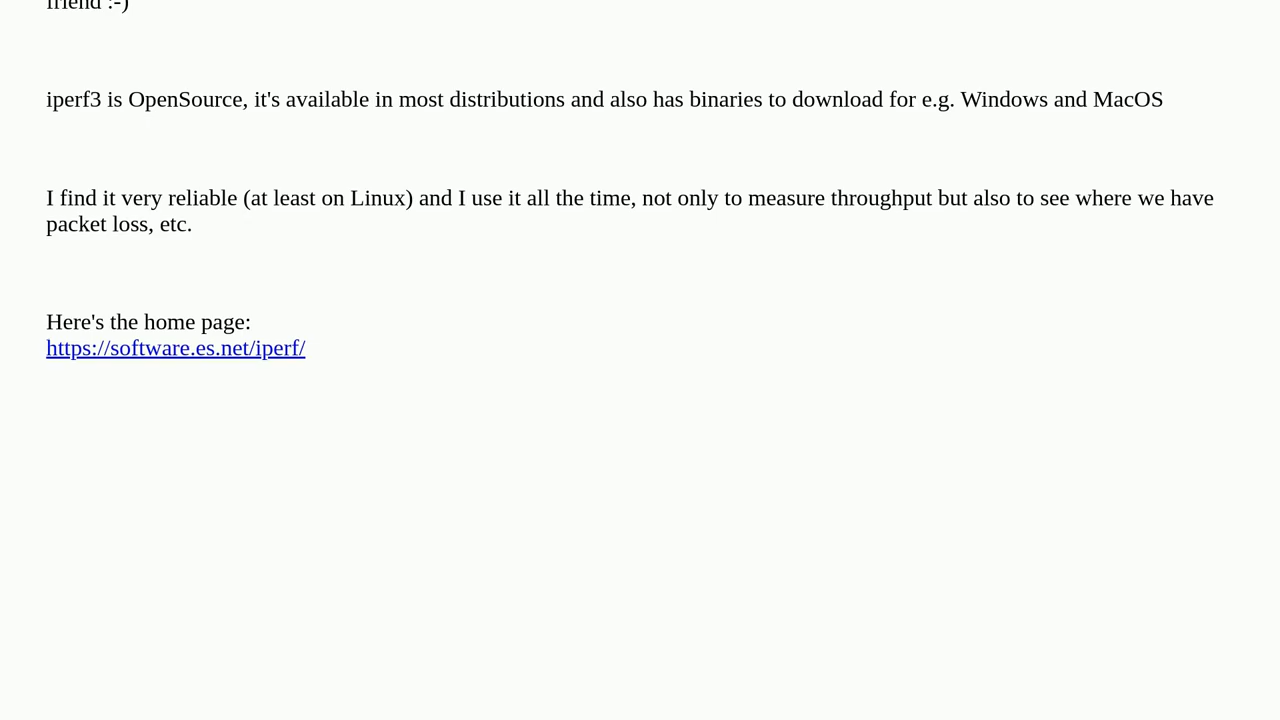 friend :-)
iperf3 is OpenSource, it's available in most distributions and also has binaries to download for e.g. Windows and MacOS
I find it very reliable (at least on Linux) and I use it all the time, not only to measure throughput but also to see where we have
packet loss, etc.
Here's the home page:
https://software.es.net/iperf/